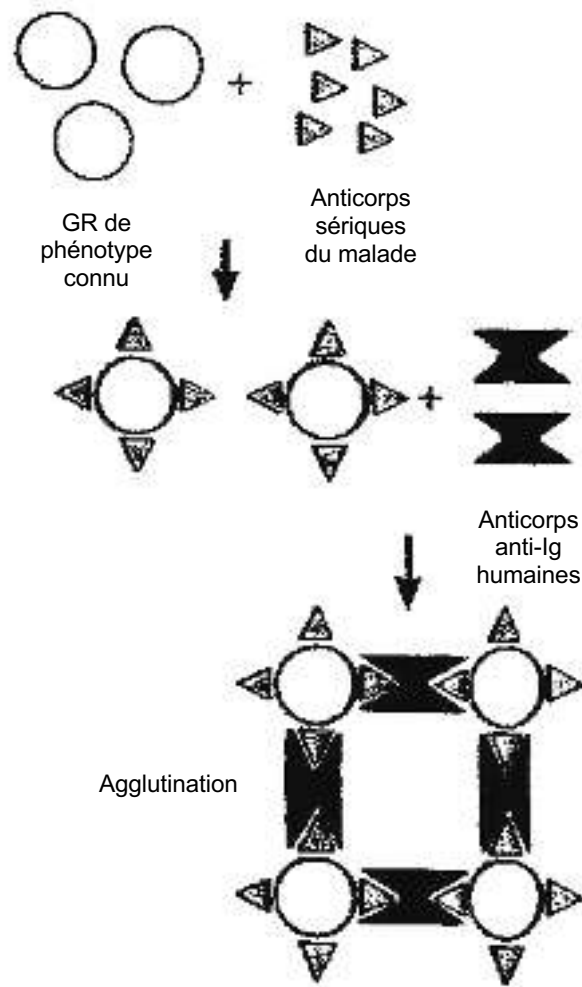 +
GR de
phénotype
connu
Anticorps
sériques
du malade
+
Anticorps
anti-Ig
humaines
Agglutination